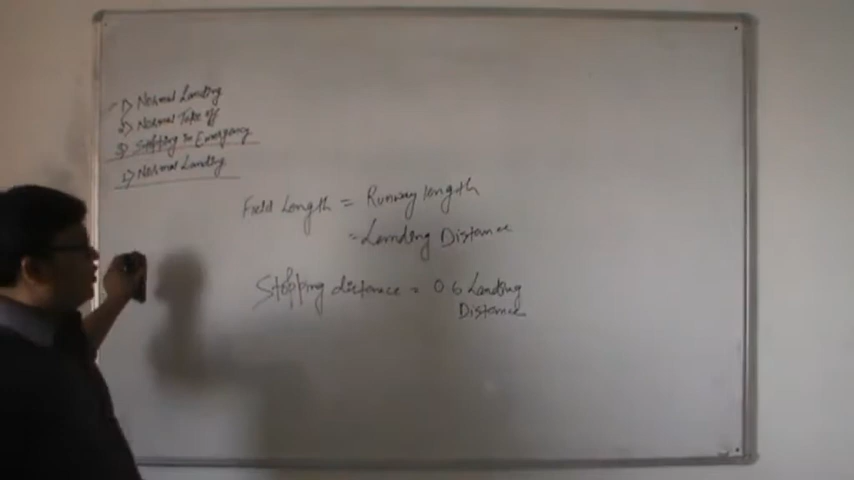 1) Normal Landing
2) Normal Take off
3) Stopping in Emergency
1) Normal Landing
Field Length = Runway length
= Landing Distance
Stopping distance = 0.6 Landing
Distance